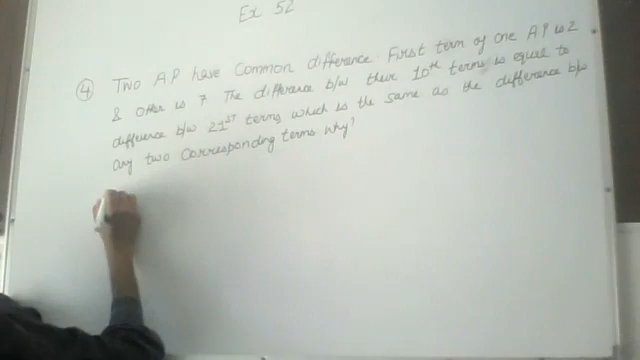 Ex 52
④ Two AP have Common difference. First term of one AP is 2
& other is 7 The difference b/w their 10th terms is equal to
difference b/w 21ST terms which is the same as the difference b/w
any two corresponding terms why?